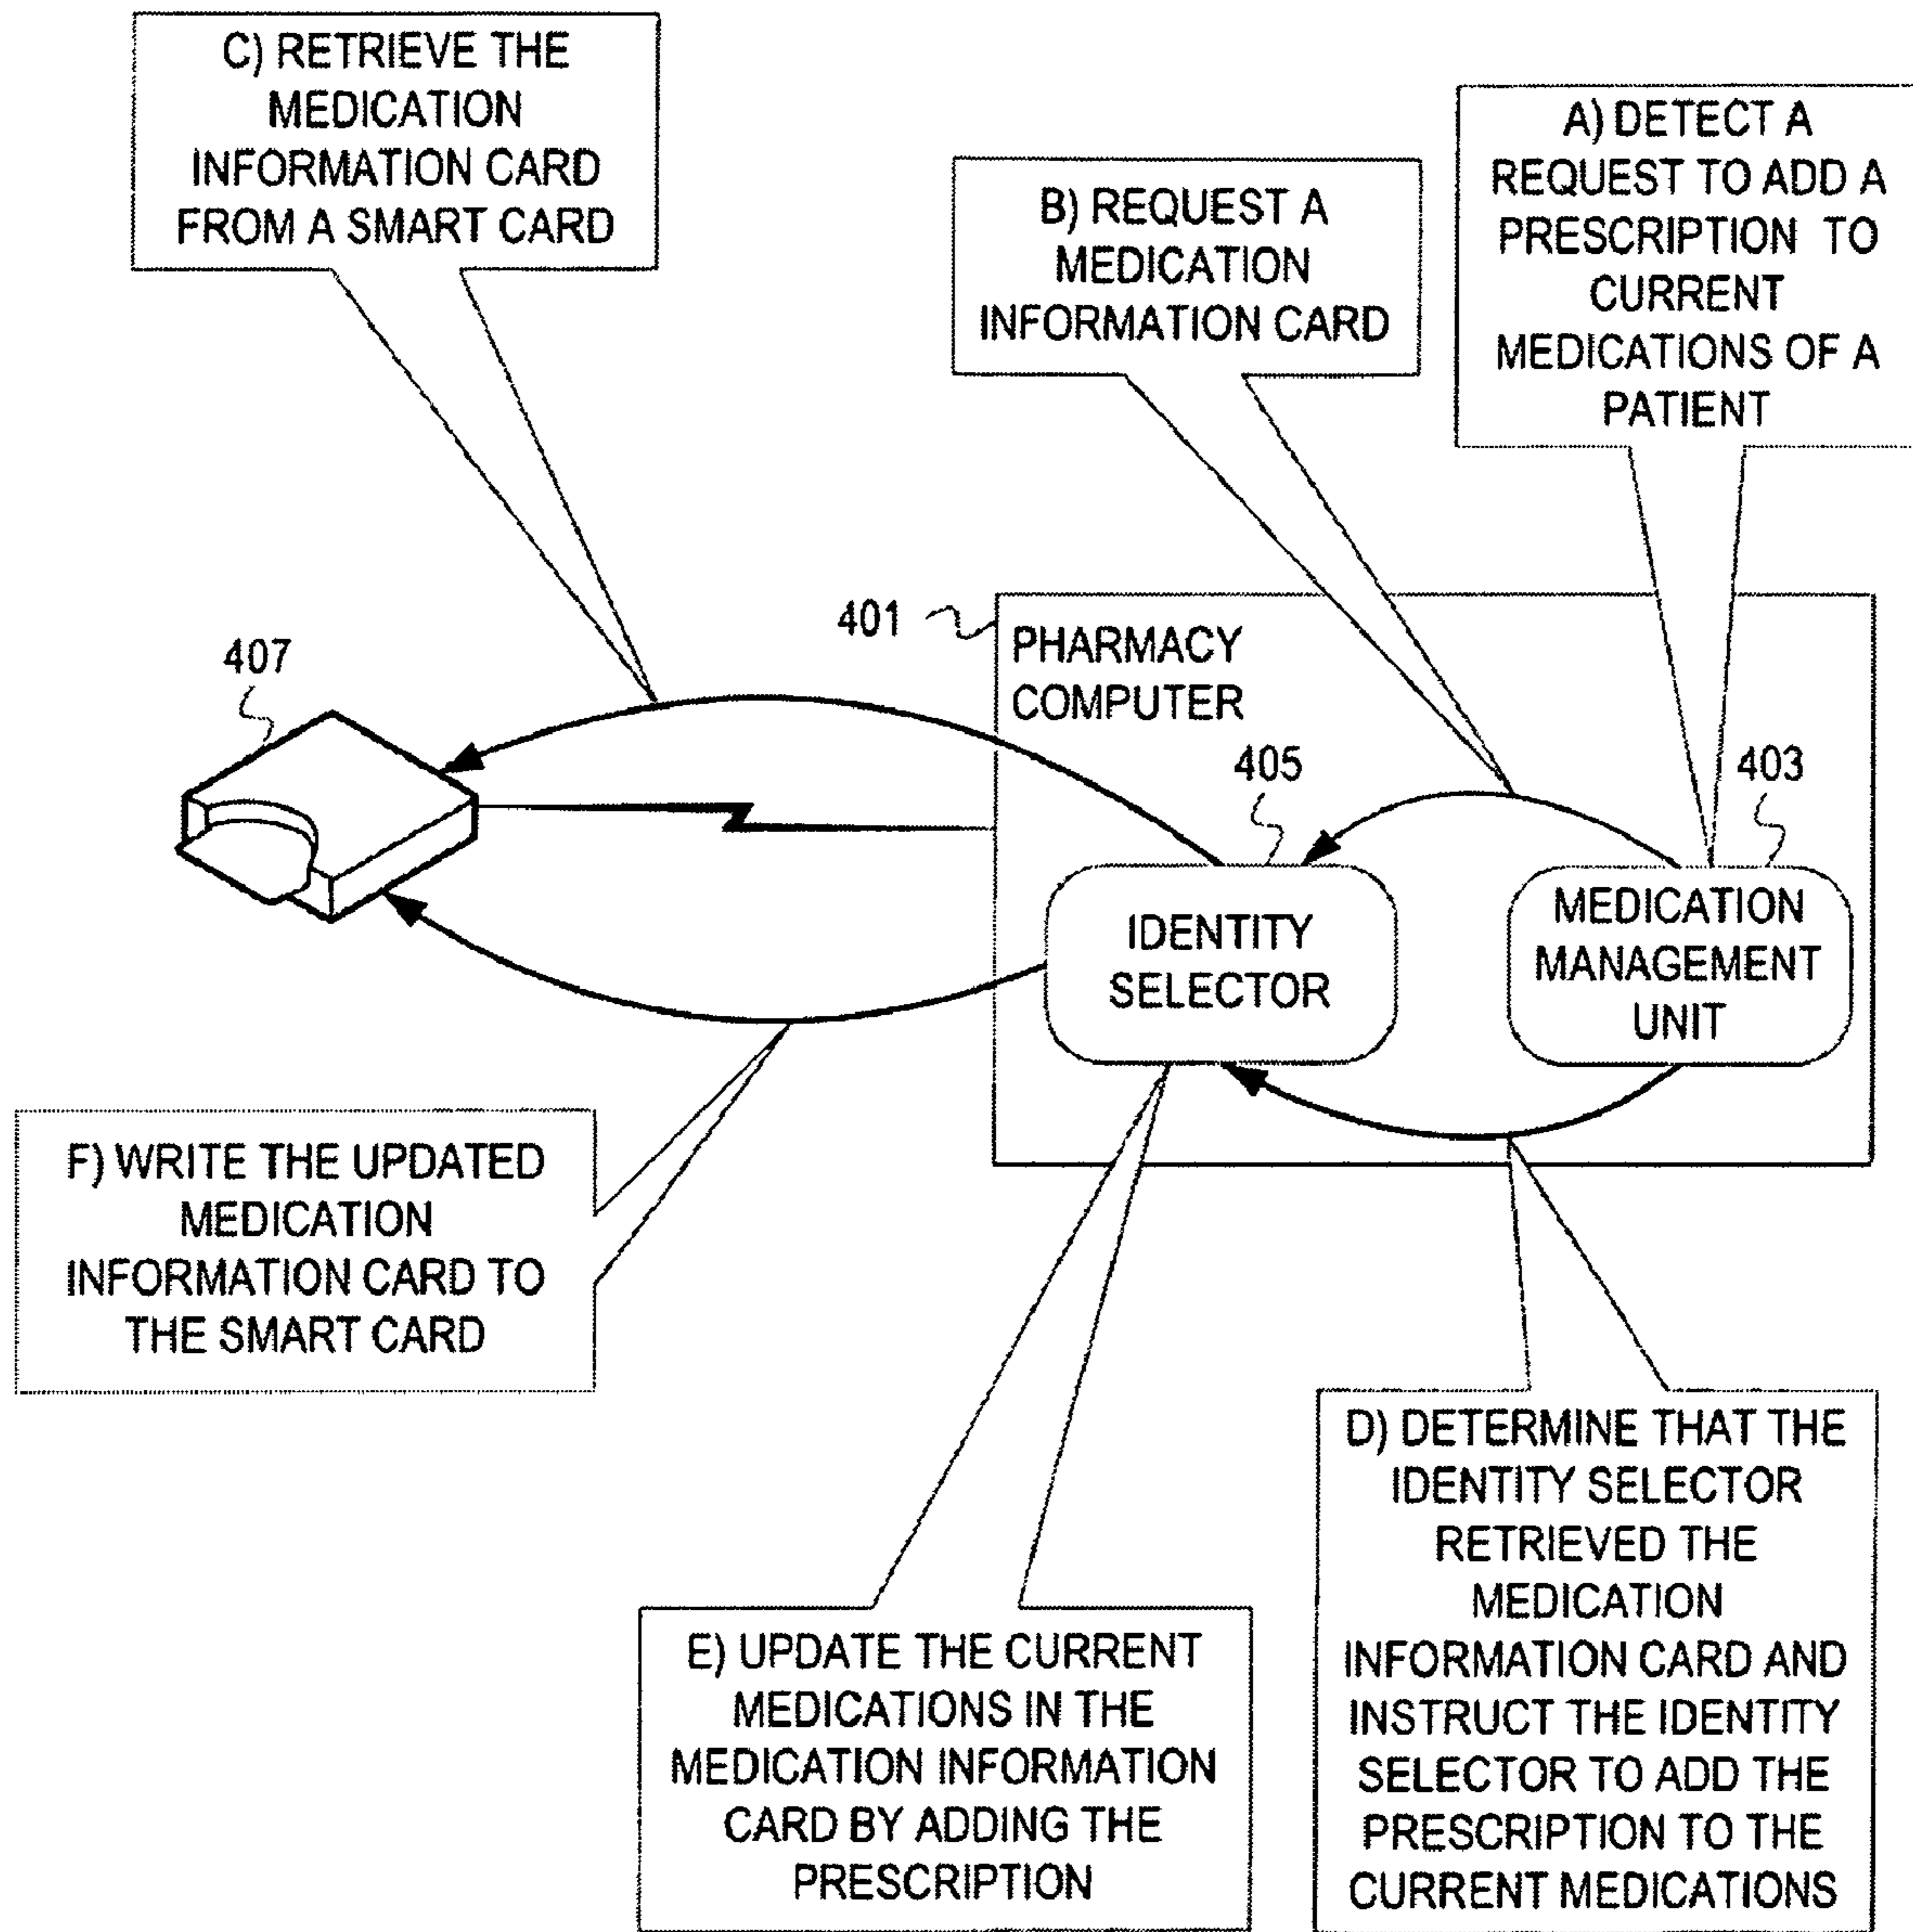 C) RETRIEVE THE
MEDICATION
INFORMATION CARD
FROM A SMART CARD
A) DETECT A
REQUEST TO ADD A
PRESCRIPTION TO
CURRENT
MEDICATIONS OF A
PATIENT
B) REQUEST A
MEDICATION
INFORMATION CARD
401
PHARMACY
COMPUTER
407
405
403
IDENTITY
SELECTOR
MEDICATION
MANAGEMENT
UNIT
F) WRITE THE UPDATED
MEDICATION
INFORMATION CARD TO
THE SMART CARD
D) DETERMINE THAT THE
IDENTITY SELECTOR
RETRIEVED THE
MEDICATION
INFORMATION CARD AND
INSTRUCT THE IDENTITY
SELECTOR TO ADD THE
PRESCRIPTION TO THE
CURRENT MEDICATIONS
E) UPDATE THE CURRENT
MEDICATIONS IN THE
MEDICATION INFORMATION
CARD BY ADDING THE
PRESCRIPTION